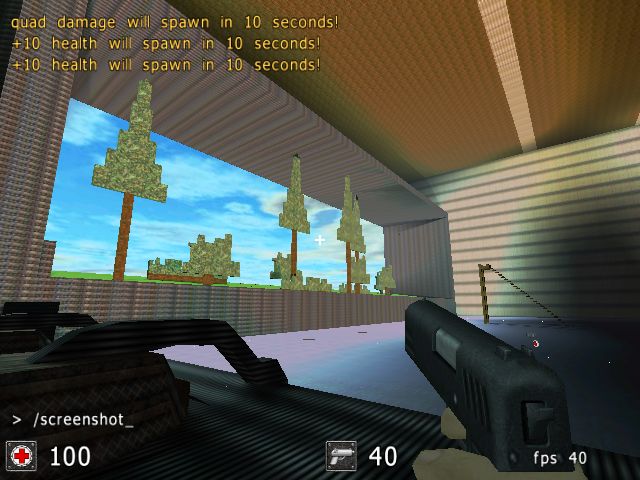 quad damage will spawn in 10 seconds!
+10 health will spawn in 10 seconds!
+10 health will spawn in 10 seconds!
> /screenshot_
100
40
fps 40